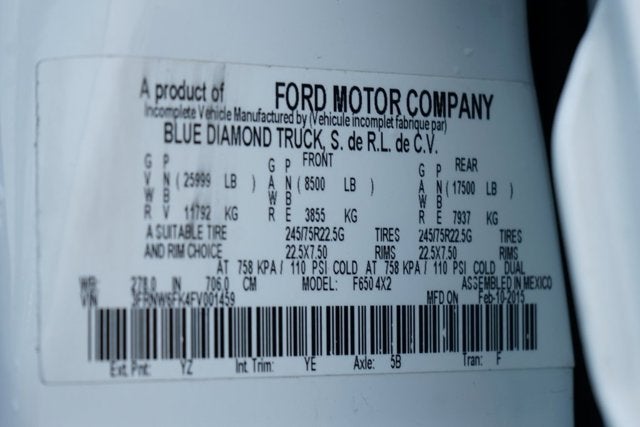 A product of FORD MOTOR COMPANY
Incomplete Vehicle Manufactured by (Vehicule incomplet fabrique par)
BLUE DIAMOND TRUCK, S. de R.L. de C.V.
G P G P FRONT G P REAR
V N ( 25999 LB ) A N ( 8500 LB ) A N ( 17500 LB )
W B W B W B
R V 11792 KG R E 3855 KG R E 7937 KG
A SUITABLE TIRE 245/75R22.5G TIRES 245/75R22.5G TIRES
AND RIM CHOICE 22.5X7.50 RIMS 22.5X7.50 RIMS
AT 758 KPA / 110 PSI COLD AT 758 KPA / 110 PSI COLD DUAL
WB: 278.0 IN 706.0 CM MODEL: F650 4X2 ASSEMBLED IN MEXICO
VIN 3FRNW6FK4FV001459 MFD ON Feb-10-2015
Ext. Pnt: YZ Int. Trim: YE Axle: 5B Tran: F